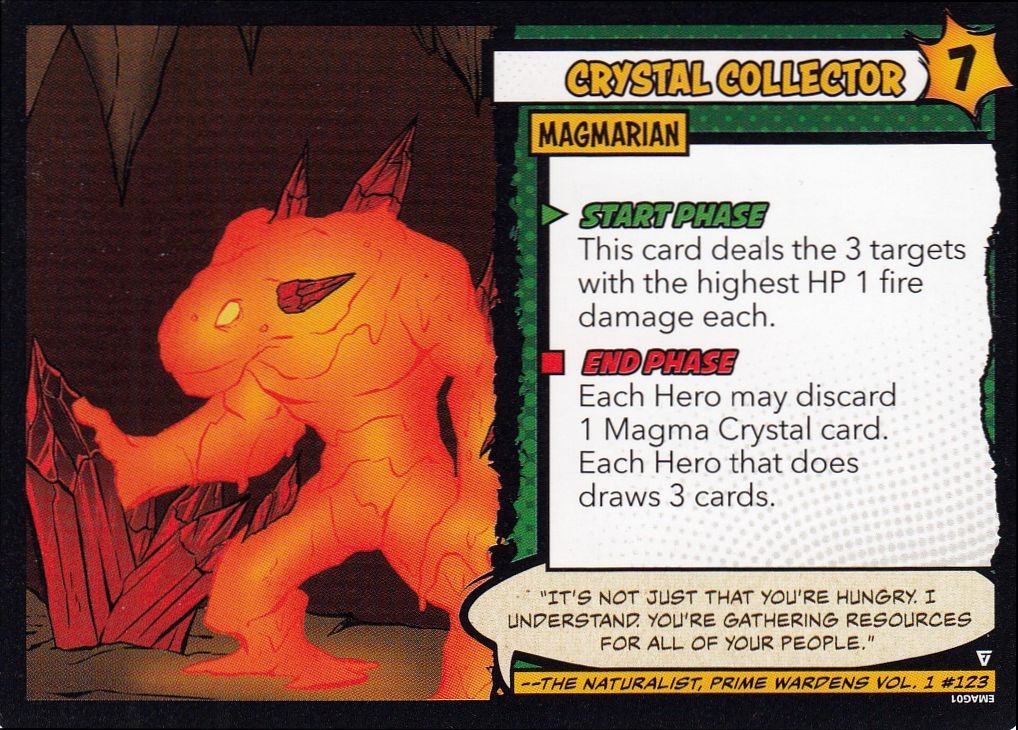 CRYSTAL COLLECTOR
7
MAGMARIAN
START PHASE
This card deals the 3 targets
with the highest HP 1 fire
damage each.
END PHASE
Each Hero may discard
1 Magma Crystal card.
Each Hero that does
draws 3 cards.
"IT'S NOT JUST THAT YOU'RE HUNGRY. I
UNDERSTAND. YOU'RE GATHERING RESOURCES
FOR ALL OF YOUR PEOPLE."
--THE NATURALIST, PRIME WARDENS VOL. 1 #123
EMAG01